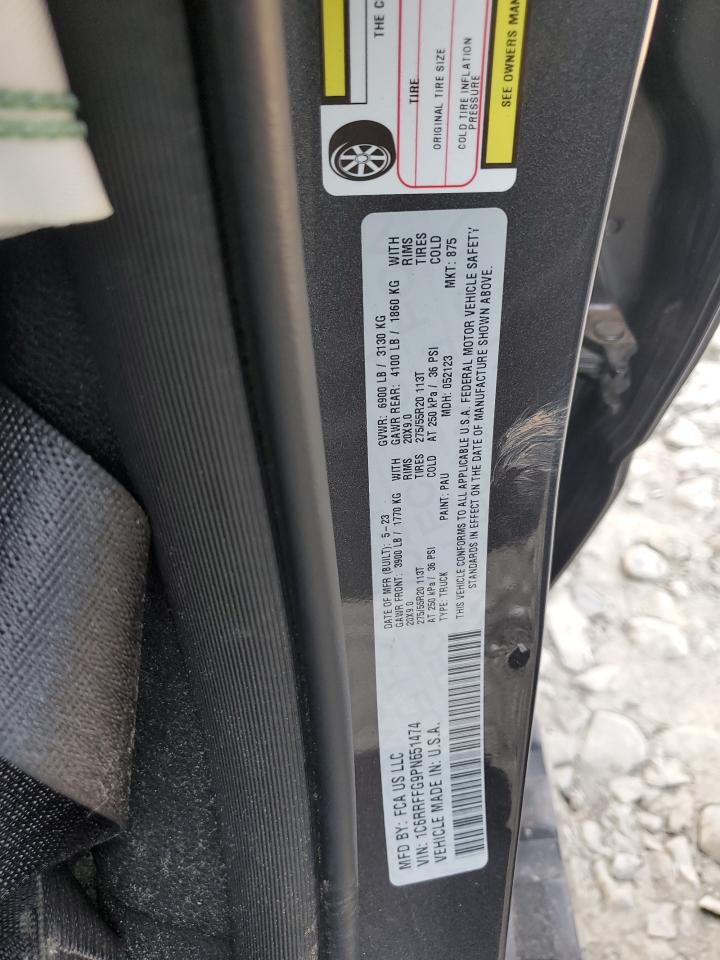 MFD BY: FCA US LLC
VIN: 1C6RRFFG9PN651474
VEHICLE MADE IN: U.S.A.
DATE OF MFR (BUILT): 5-23
GAWR FRONT: 3900 LB / 1770 KG WITH
20X9.0 RIMS
275/55R20 113T TIRES
AT 250 kPa / 36 PSI COLD
TYPE: TRUCK PAINT: PAU
GVWR: 6900 LB / 3130 KG
GAWR REAR: 4100 LB / 1860 KG WITH
20X9.0 RIMS
275/55R20 113T TIRES
AT 250 kPa / 36 PSI COLD
MDH: 052123 MKT: 875
THIS VEHICLE CONFORMS TO ALL APPLICABLE U.S.A. FEDERAL MOTOR VEHICLE SAFETY
STANDARDS IN EFFECT ON THE DATE OF MANUFACTURE SHOWN ABOVE.
THE C
TIRE
ORIGINAL TIRE SIZE
COLD TIRE INFLATION
PRESSURE
SEE OWNERS MAN